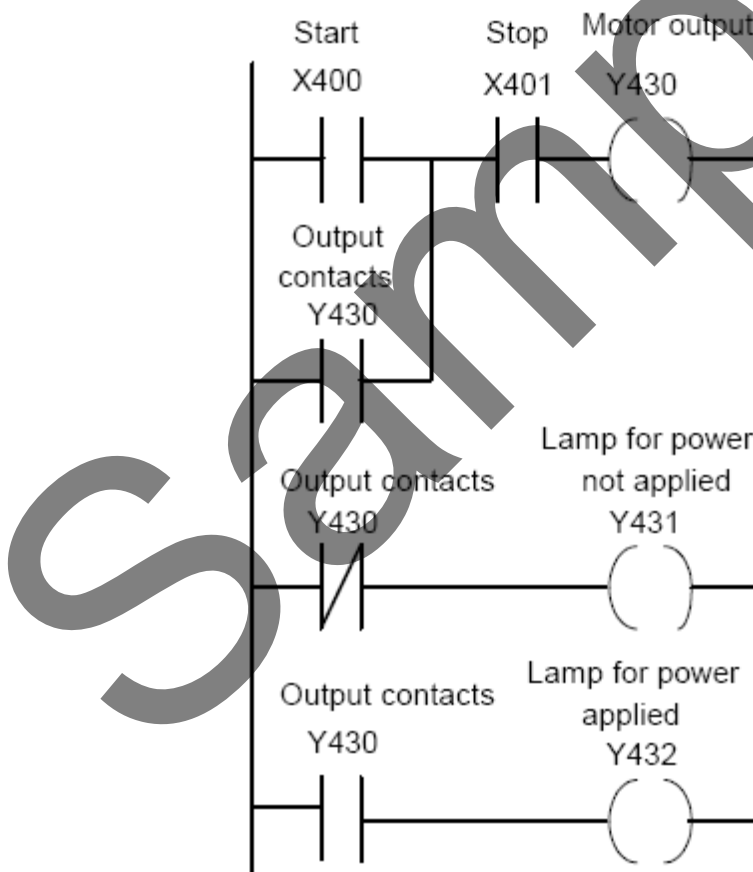 Start
Stop
Motor output
X400
X401
Y430
Output
contacts
Y430
Lamp for power
not applied
Y431
Output contacts
Y430
Lamp for power
applied
Y432
Output contacts
Y430
Samp